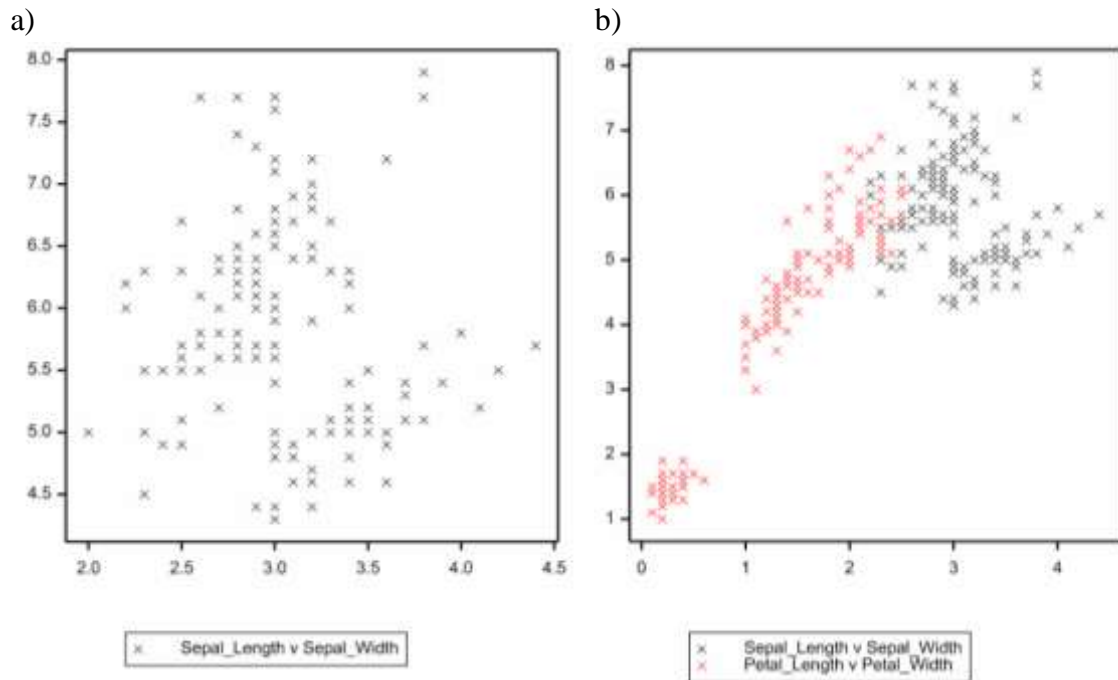 a)
b)
8.0
7.5
7.0
6.5
6.0
5.5
5.0
4.5
2.0 2.5 3.0 3.5 4.0 4.5
× Sepal_Length v Sepal_Width
8
7
6
5
4
3
2
1
0 1 2 3 4
× Sepal_Length v Sepal_Width
× Petal_Length v Petal_Width